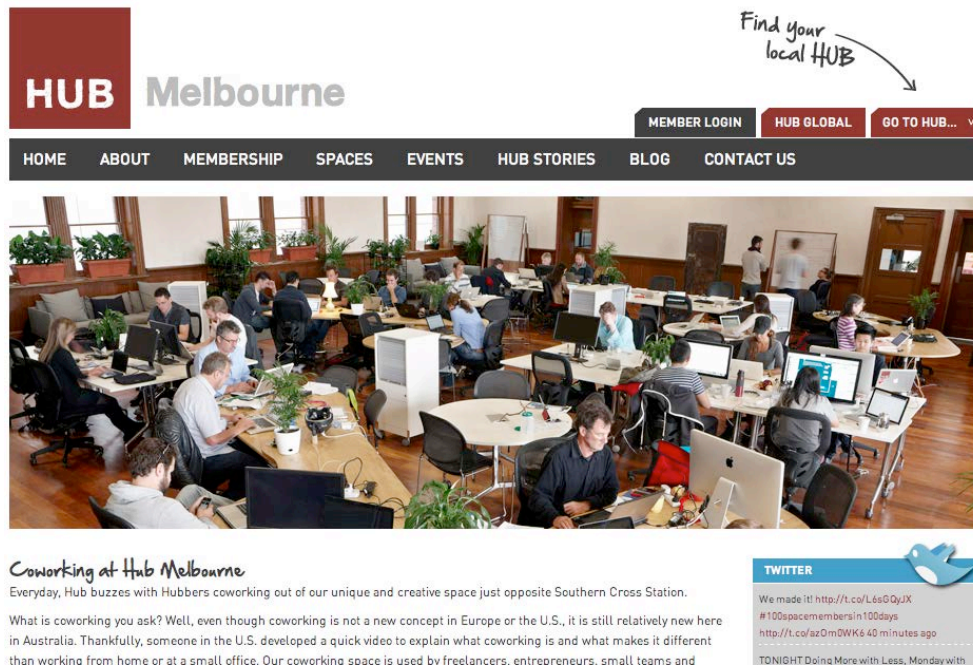 Find your
local HUB
HUB Melbourne
MEMBER LOGIN HUB GLOBAL GO TO HUB...
HOME ABOUT MEMBERSHIP SPACES EVENTS HUB STORIES BLOG CONTACT US
Coworking at Hub Melbourne
Everyday, Hub buzzes with Hubbers coworking out of our unique and creative space just opposite Southern Cross Station.
What is coworking you ask? Well, even though coworking is not a new concept in Europe or the U.S., it is still relatively new here
in Australia. Thankfully, someone in the U.S. developed a quick video to explain what coworking is and what makes it different
than working from home or at a small office. Our coworking space is used by freelancers, entrepreneurs, small teams and
TWITTER
We made it! http://t.co/L6sGQyJX
#100spacemembersin100days
http://t.co/az0m0WK6 40 minutes ago
TONIGHT Doing More with Less, Monday with